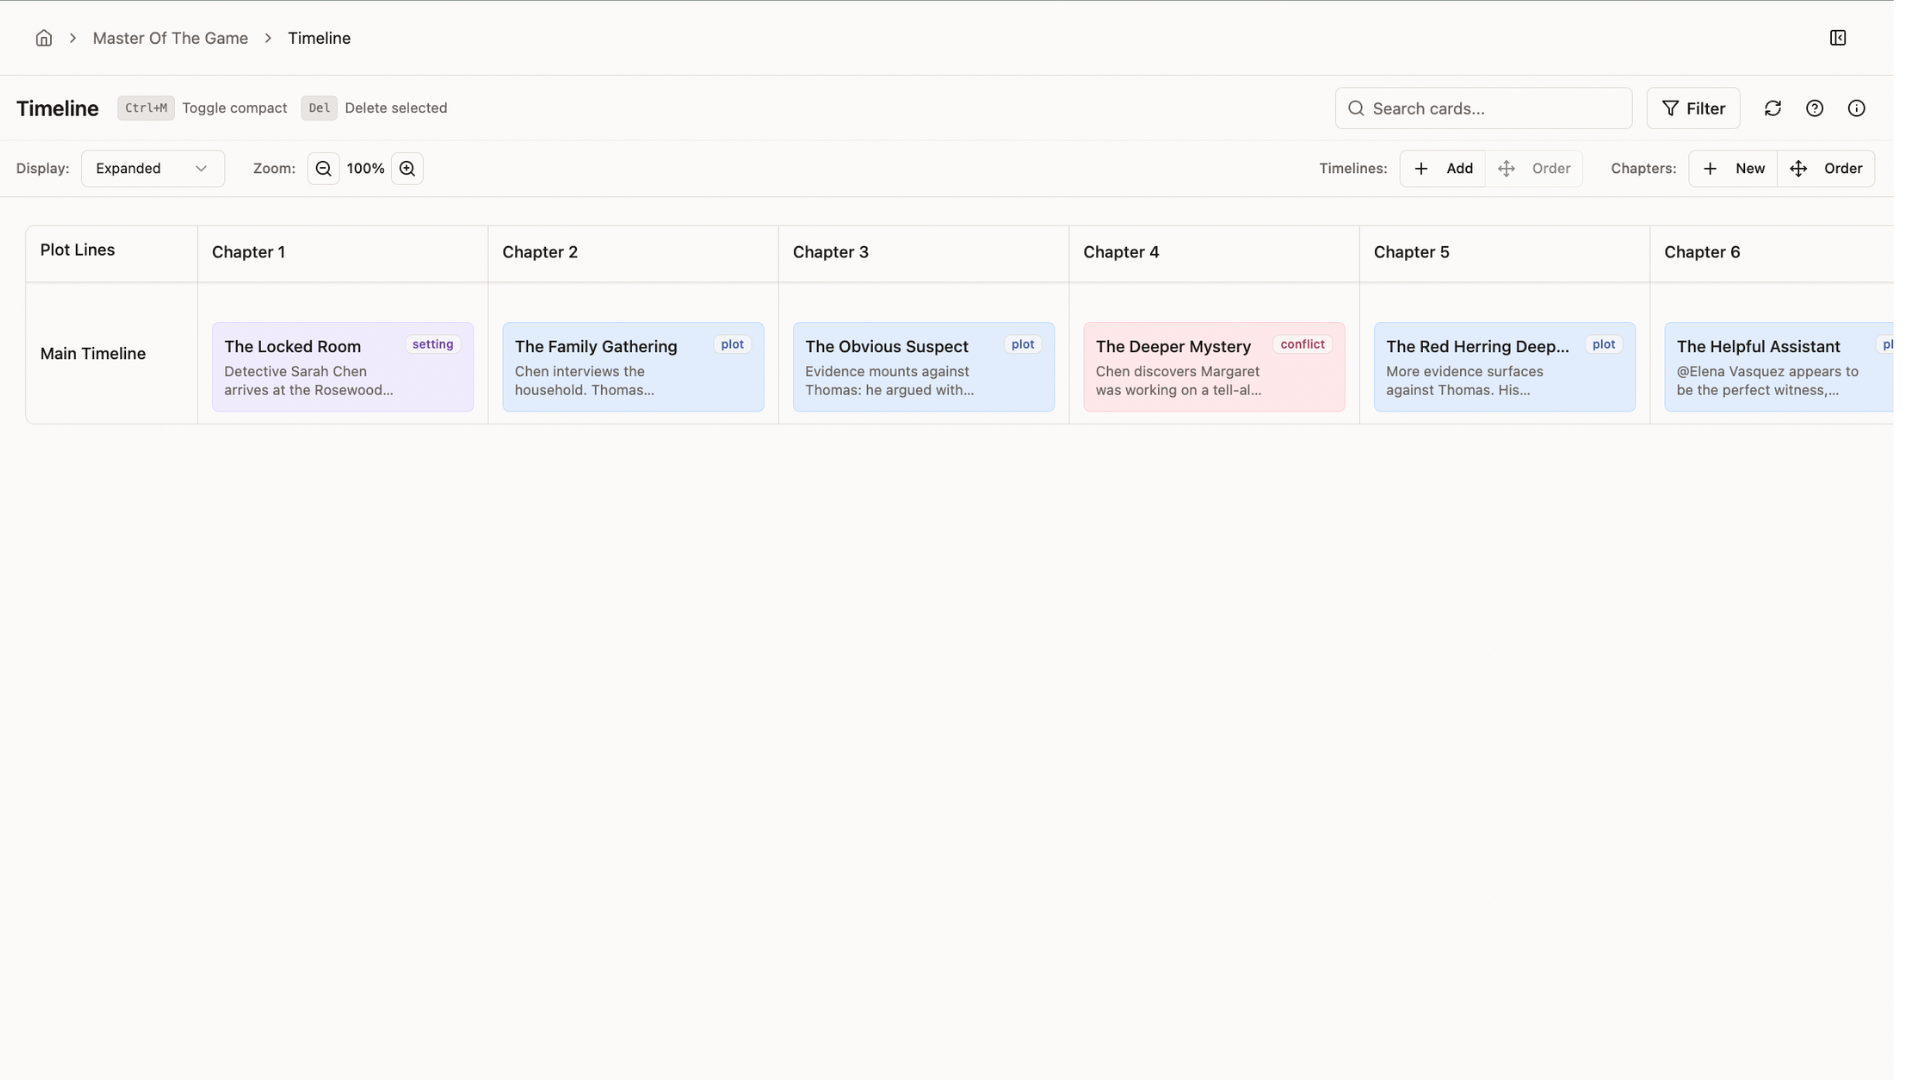 Master Of The Game
Timeline
Timeline
Ctrl+M Toggle compact
Del Delete selected
Search cards...
Filter
Display:
Expanded
Zoom:
100%
Timelines:
Add
Order
Chapters:
New
Order
Plot Lines
Chapter 1
Chapter 2
Chapter 3
Chapter 4
Chapter 5
Chapter 6
Main Timeline
The Locked Room
setting
Detective Sarah Chen
arrives at the Rosewood...
The Family Gathering
plot
Chen interviews the
household. Thomas...
The Obvious Suspect
plot
Evidence mounts against
Thomas: he argued with...
The Deeper Mystery
conflict
Chen discovers Margaret
was working on a tell-al...
The Red Herring Deep...
plot
More evidence surfaces
against Thomas. His...
The Helpful Assistant
@Elena Vasquez appears to
be the perfect witness,...